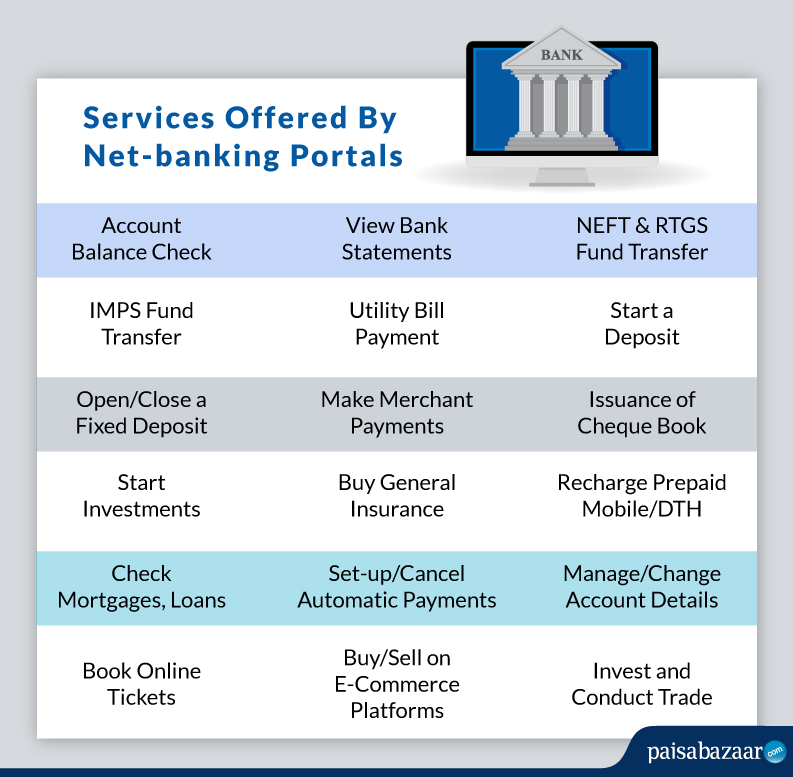 BANK
Services Offered By
Net-banking Portals
Account
Balance Check
View Bank
Statements
NEFT & RTGS
Fund Transfer
IMPS Fund
Transfer
Utility Bill
Payment
Start a
Deposit
Open/Close a
Fixed Deposit
Make Merchant
Payments
Issuance of
Cheque Book
Start
Investments
Buy General
Insurance
Recharge Prepaid
Mobile/DTH
Check
Mortgages, Loans
Set-up/Cancel
Automatic Payments
Manage/Change
Account Details
Book Online
Tickets
Buy/Sell on
E-Commerce
Platforms
Invest and
Conduct Trade
paisabazaar.com